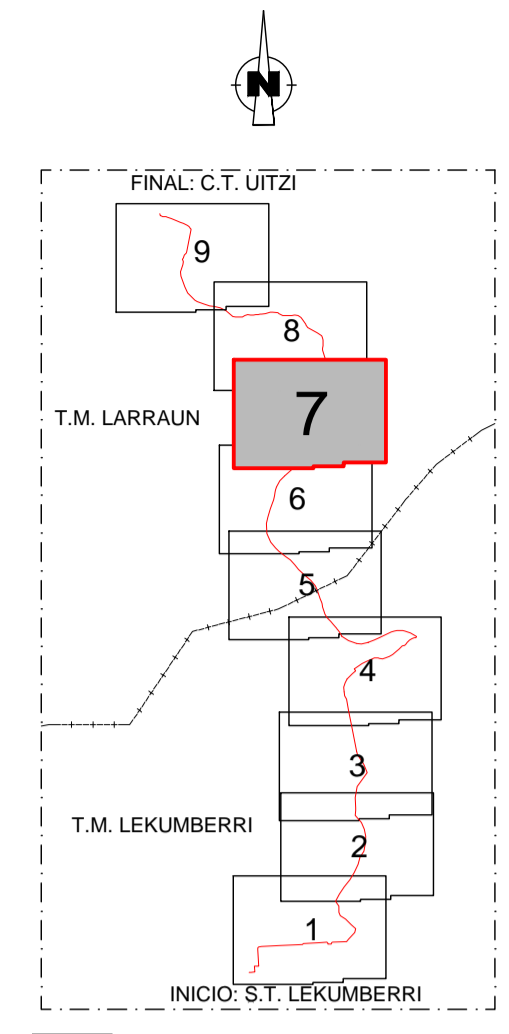 N
FINAL: C.T. UITZI
9
8
T.M. LARRAUN
7
6
5
4
3
T.M. LEKUMBERRI
2
1
INICIO: S.T. LEKUMBERRI